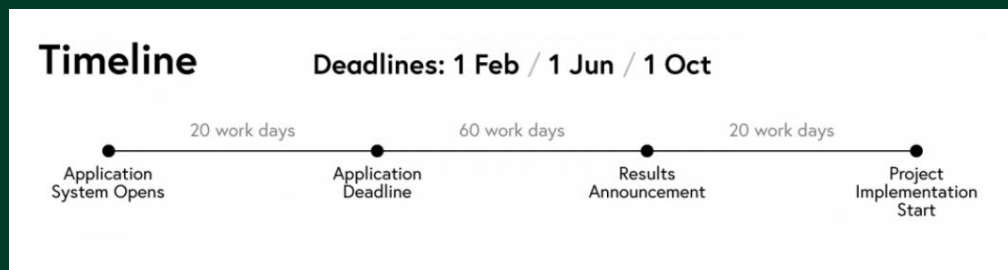 Timeline
Deadlines: 1 Feb / 1 Jun / 1 Oct
20 work days
60 work days
20 work days
Application
System Opens
Application
Deadline
Results
Announcement
Project
Implementation
Start